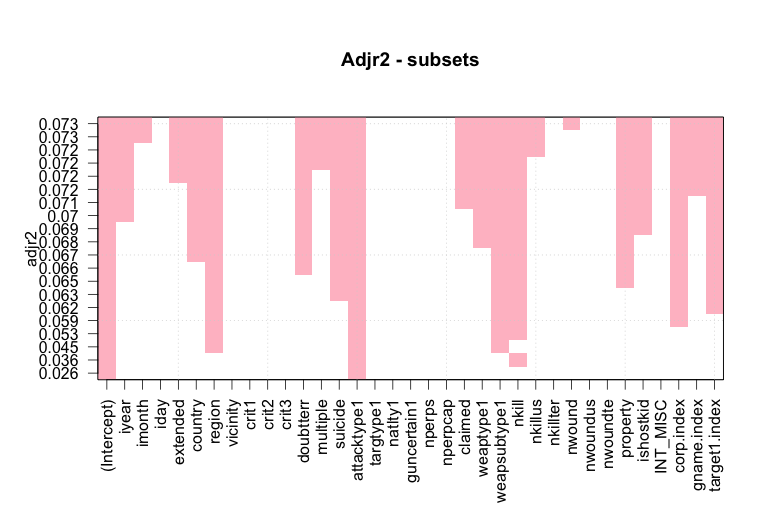 Adjr2 - subsets
adjr2
0.073
0.073
0.072
0.072
0.072
0.072
0.071
0.07
0.069
0.068
0.067
0.066
0.065
0.063
0.062
0.059
0.053
0.045
0.036
0.026
(Intercept)
iyear
imonth
iday
extended
country
region
vicinity
crit1
crit2
crit3
doubtterr
multiple
suicide
attacktype1
targtype1
natlty1
guncertain1
nperps
nperpcap
claimed
weaptype1
weapsubtype1
nkill
nkillus
nkillter
nwound
nwoundus
nwoundte
property
ishostkid
INT_MISC
corp.index
gname.index
target1.index